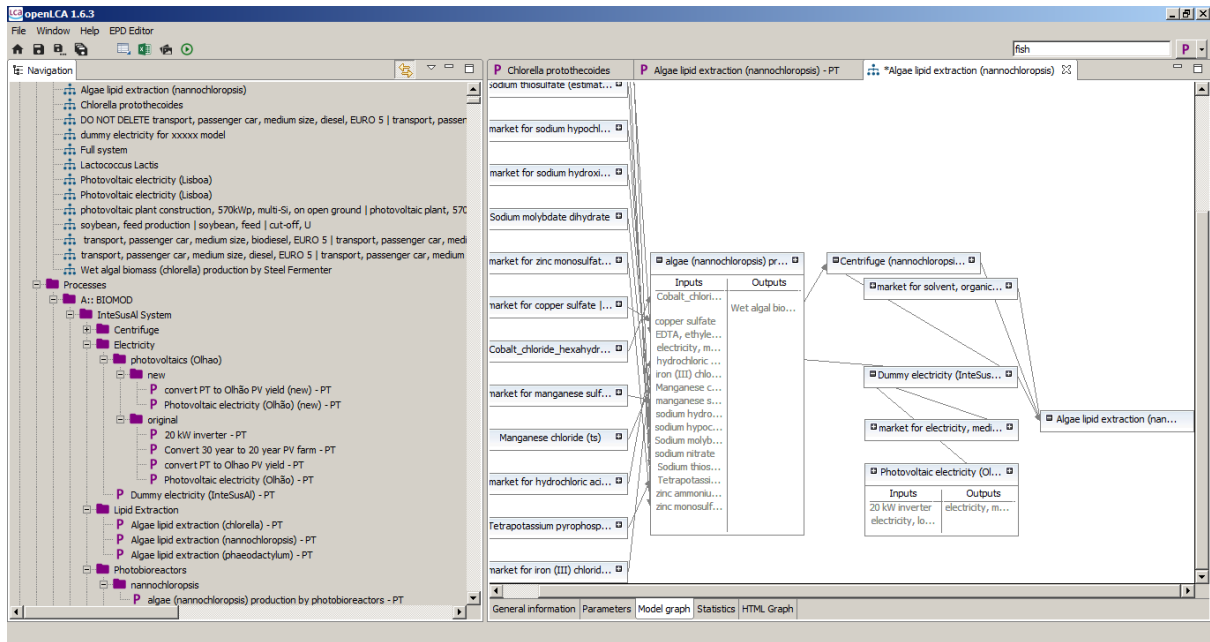 LCA openLCA 1.6.3
File Window Help EPD Editor
fish
P
Navigation
Algae lipid extraction (nannochloropsis)
Chlorella protothecoides
DO NOT DELETE transport, passenger car, medium size, diesel, EURO 5 | transport, passen
dummy electricity for xxxxx model
Full system
Lactococcus Lactis
Photovoltaic electricity (Lisboa)
Photovoltaic electricity (Lisboa)
photovoltaic plant construction, 570kWp, multi-Si, on open ground | photovoltaic plant, 570
soybean, feed production | soybean, feed | cut-off, U
transport, passenger car, medium size, biodiesel, EURO 5 | transport, passenger car, medi
transport, passenger car, medium size, diesel, EURO 5 | transport, passenger car, medium
Wet algal biomass (chlorella) production by Steel Fermenter
Processes
A:: BIOMOD
InteSusAl System
Centrifuge
Electricity
photovoltaics (Olhao)
new
P convert PT to Olhão PV yield (new) - PT
P Photovoltaic electricity (Olhão) (new) - PT
original
P 20 kW inverter - PT
P Convert 30 year to 20 year PV farm - PT
P convert PT to Olhao PV yield - PT
P Photovoltaic electricity (Olhão) - PT
P Dummy electricity (InteSusAl) - PT
Lipid Extraction
P Algae lipid extraction (chlorella) - PT
P Algae lipid extraction (nannochloropsis) - PT
P Algae lipid extraction (phaeodactylum) - PT
Photobioreactors
nannochloropsis
P algae (nannochloropsis) production by photobioreactors - PT
P Chlorella protothecoides
P Algae lipid extraction (nannochloropsis) - PT
*Algae lipid extraction (nannochloropsis)
Sodium thiosulfate (estimat...
market for sodium hypochl...
market for sodium hydroxi...
Sodium molybdate dihydrate
market for zinc monosulfat...
market for copper sulfate |...
Cobalt_chloride_hexahydr...
market for manganese sulf...
Manganese chloride (ts)
market for hydrochloric aci...
Tetrapotassium pyrophosp...
market for iron (III) chlorid...
algae (nannochloropsis) pr...
Inputs Outputs
Cobalt_chlori...
Wet algal bio...
copper sulfate
EDTA, ethyle...
electricity, m...
hydrochloric ...
iron (III) chlo...
Manganese c...
manganese s...
sodium hydro...
sodium hypoc...
Sodium molyb...
sodium nitrate
Sodium thios...
Tetrapotassi...
zinc ammoniu...
zinc monosulf...
Centrifuge (nannochloropsi...
market for solvent, organic...
Dummy electricity (InteSus...
market for electricity, medi...
Photovoltaic electricity (Ol...
Inputs Outputs
20 kW inverter electricity, m...
electricity, lo...
Algae lipid extraction (nan...
General information Parameters Model graph Statistics HTML Graph